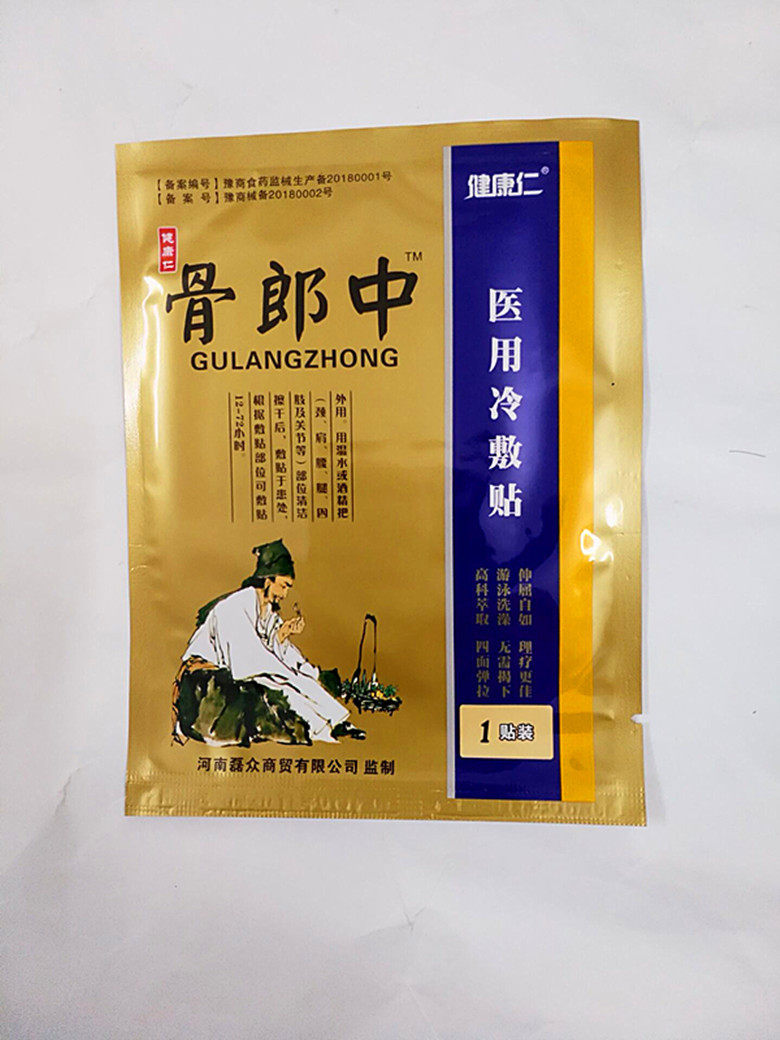 【备案编号】豫商食药监械生产备20180001号
【备 案 号】豫商械备20180002号
健康仁
骨郎中™
GULANGZHONG
外用。用温水或酒精把
（颈、肩、腰、腿、四
肢及关节等）部位清洁
擦干后，敷贴于患处，
根据敷贴部位可敷贴
12-72小时。
河南磊众商贸有限公司 监制
健康仁®
医用冷敷贴
伸屈自如 理疗更佳
游泳洗澡 无需揭下
高科萃取 四面弹拉
1贴装